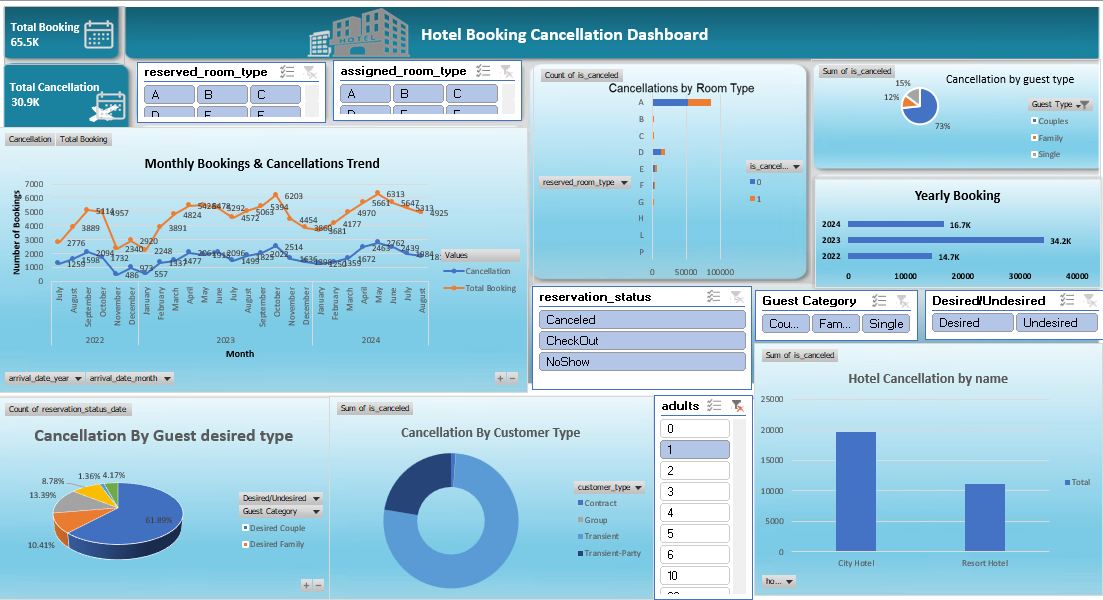 Total Booking
65.5K
HOTEL
Hotel Booking Cancellation Dashboard
Total Cancellation
30.9K
reserved_room_type
A B C
D E F
assigned_room_type
A B C
D E F
Count of is_canceled
Cancellations by Room Type
A
B
C
D
E
F
G
H
L
P
0 50000 100000
reserved_room_type
is_cancel...
0
1
Sum of is_canceled
Cancellation by guest type
15%
12%
73%
Guest Type
Couples
Family
Single
Cancellation Total Booking
Monthly Bookings & Cancellations Trend
Number of Bookings
7000
6000
5000
4000
3000
2000
1000
0
2776
3889
5114
4957
2340
2920
2248
3891
4824
5428
5478
5292
4572
5063
5394
6203
4454
3860
3681
4177
4970
5661
6313
5647
5313
4925
1259
1598
2094
1732
486
973
557
1337
1477
2061
1915
2096
1499
1829
2022
2514
1636
1250
1359
1672
2463
2762
2439
1984
July August September October November December January February March April May June July August September October November December January February March April May June July August
2022 2023 2024
Month
Values
Cancellation
Total Booking
arrival_date_year arrival_date_month
+ −
Yearly Booking
2024 16.7K
2023 34.2K
2022 14.7K
0 10000 20000 30000 40000
reservation_status
Canceled
CheckOut
NoShow
Guest Category
Cou... Fam... Single
Desired/Undesired
Desired Undesired
Count of reservation_status_date
Cancellation By Guest desired type
8.78% 1.36% 4.17%
13.39%
61.89%
10.41%
Desired/Undesired
Guest Category
Desired Couple
Desired Family
+ −
Sum of is_canceled
Cancellation By Customer Type
customer_type
Contract
Group
Transient
Transient-Party
adults
0
1
2
3
4
5
6
10
Sum of is_canceled
Hotel Cancellation by name
25000
20000
15000
10000
5000
0
City Hotel Resort Hotel
Total
ho...